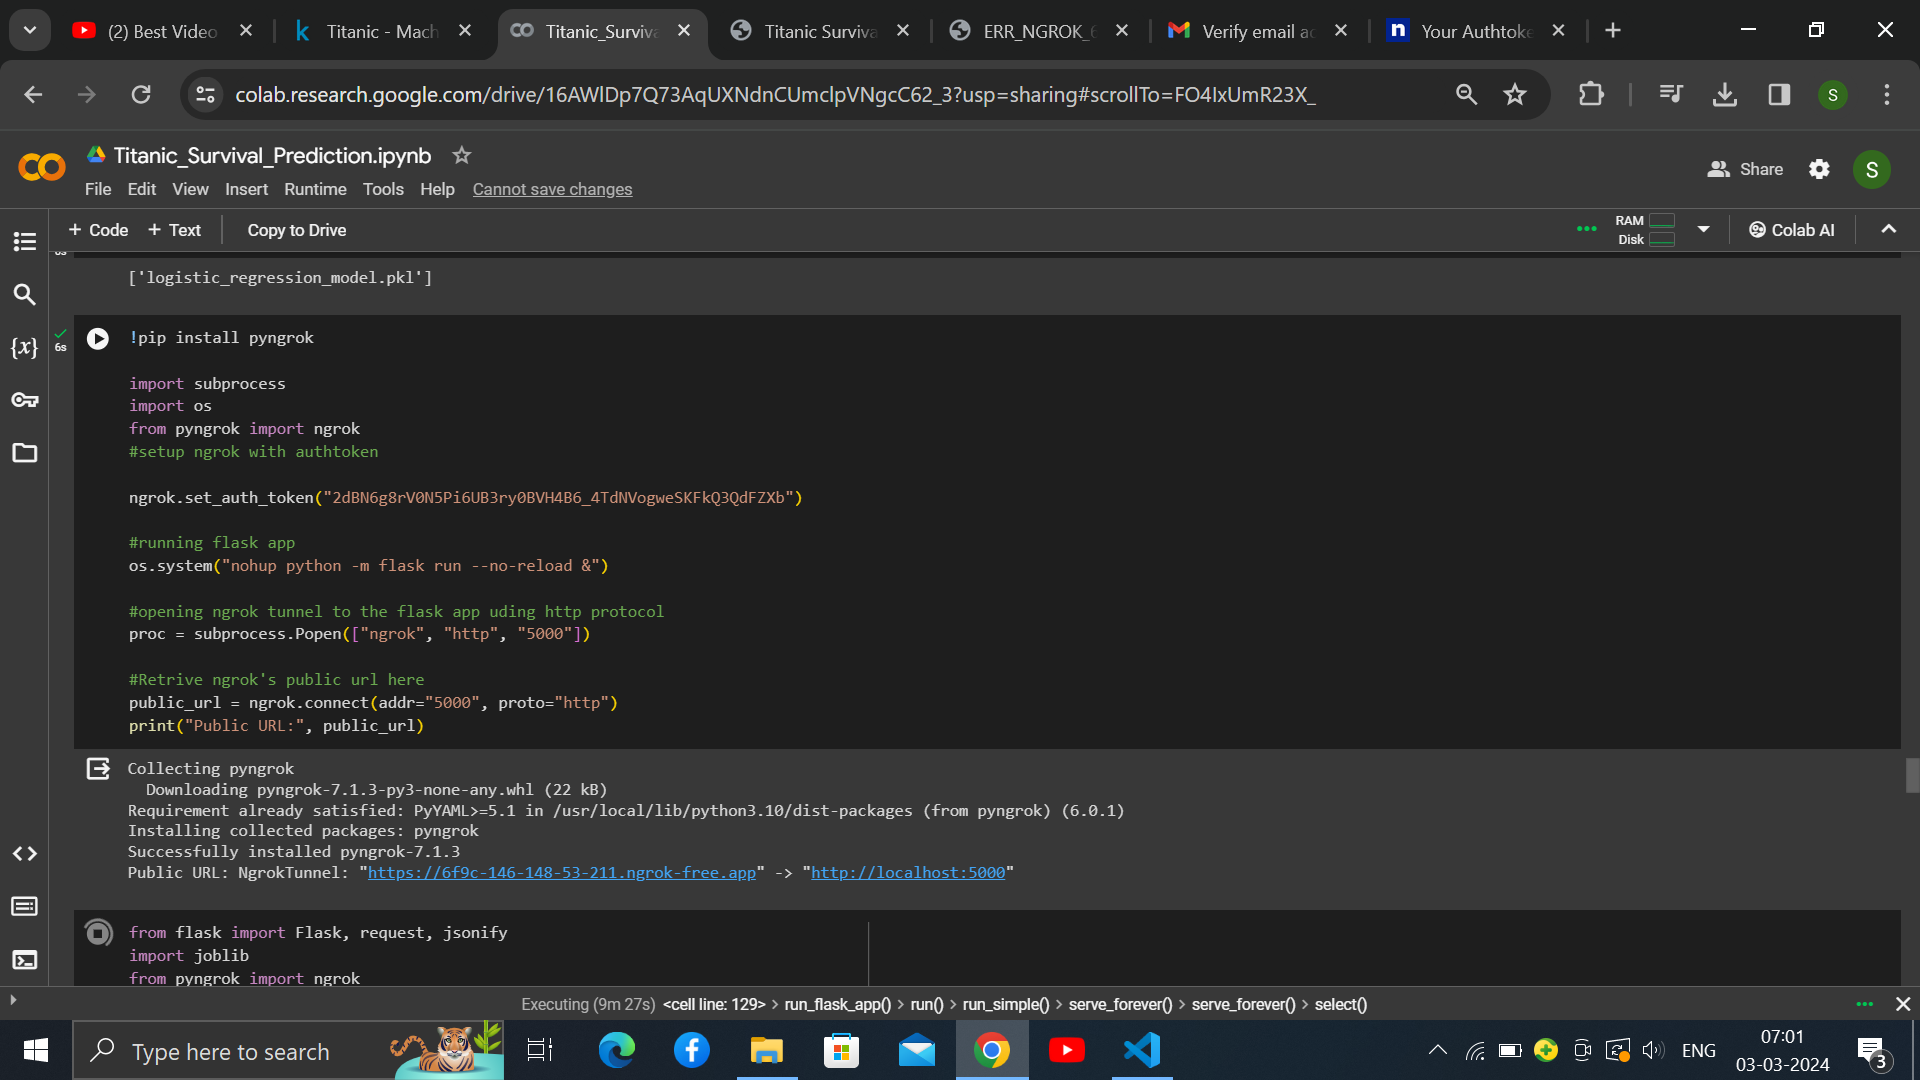 (2) Best Video
Titanic - Mach
Titanic_Surviva
Titanic Surviva
ERR_NGROK_6
Verify email ad
Your Authtoke
colab.research.google.com/drive/16AWlDp7Q73AqUXNdnCUmclpVNgcC62_3?usp=sharing#scrollTo=FO4IxUmR23X_
S
Titanic_Survival_Prediction.ipynb
File Edit View Insert Runtime Tools Help Cannot save changes
Share
S
+ Code + Text Copy to Drive
RAM
Disk
Colab AI
['logistic_regression_model.pkl']
6s
!pip install pyngrok
import subprocess
import os
from pyngrok import ngrok
#setup ngrok with authtoken
ngrok.set_auth_token("2dBN6g8rV0N5Pi6UB3ry0BVH4B6_4TdNVogweSKFkQ3QdFZXb")
#running flask app
os.system("nohup python -m flask run --no-reload &")
#opening ngrok tunnel to the flask app uding http protocol
proc = subprocess.Popen(["ngrok", "http", "5000"])
#Retrive ngrok's public url here
public_url = ngrok.connect(addr="5000", proto="http")
print("Public URL:", public_url)
Collecting pyngrok
Downloading pyngrok-7.1.3-py3-none-any.whl (22 kB)
Requirement already satisfied: PyYAML>=5.1 in /usr/local/lib/python3.10/dist-packages (from pyngrok) (6.0.1)
Installing collected packages: pyngrok
Successfully installed pyngrok-7.1.3
Public URL: NgrokTunnel: "https://6f9c-146-148-53-211.ngrok-free.app" -> "http://localhost:5000"
from flask import Flask, request, jsonify
import joblib
from pyngrok import ngrok
Executing (9m 27s) <cell line: 129> > run_flask_app() > run() > run_simple() > serve_forever() > serve_forever() > select()
Type here to search
ENG
07:01
03-03-2024
3